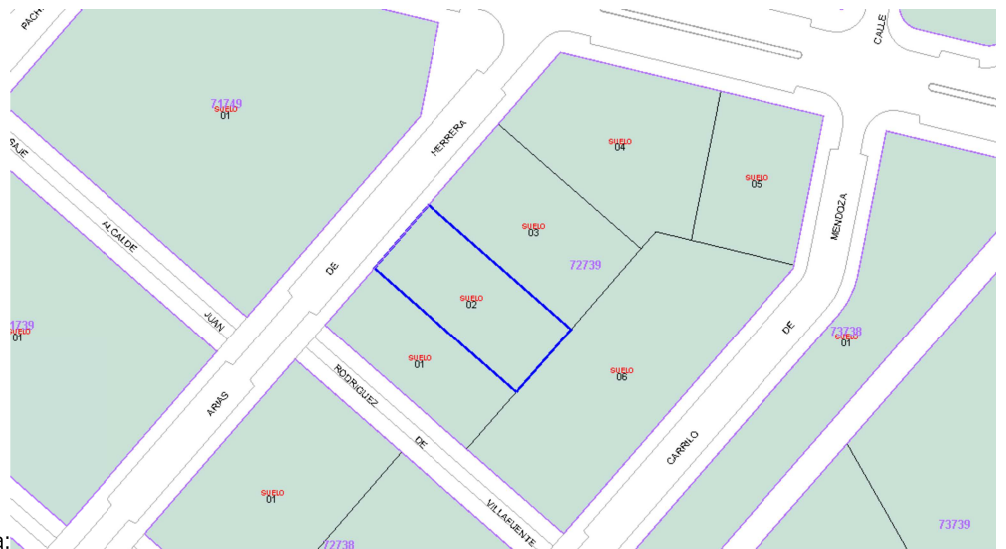 PACH
CALLE
71749
SUELO
01
HERRERA
SUELO
04
SUELO
05
SAJE
ALCALDE
MENDOZA
SUELO
03
DE
72739
SUELO
02
JUAN
1739
SUELO
01
DE
73738
SUELO
01
SUELO
01
RODRIGUEZ
SUELO
06
ARIAS
DE
CARRILO
SUELO
01
VILLAFUENTE
73739
72738
a: